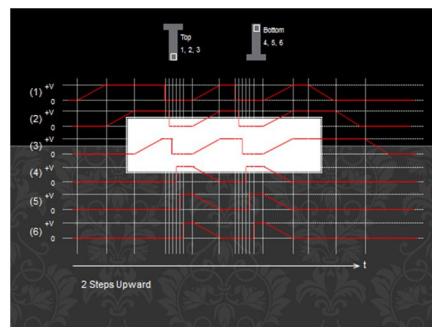 Top
1, 2, 3
Bottom
4, 5, 6
(1) +V
0
(2) +V
0
(3) +V
0
(4) +V
0
(5) +V
0
(6) +V
0
t
2 Steps Upward